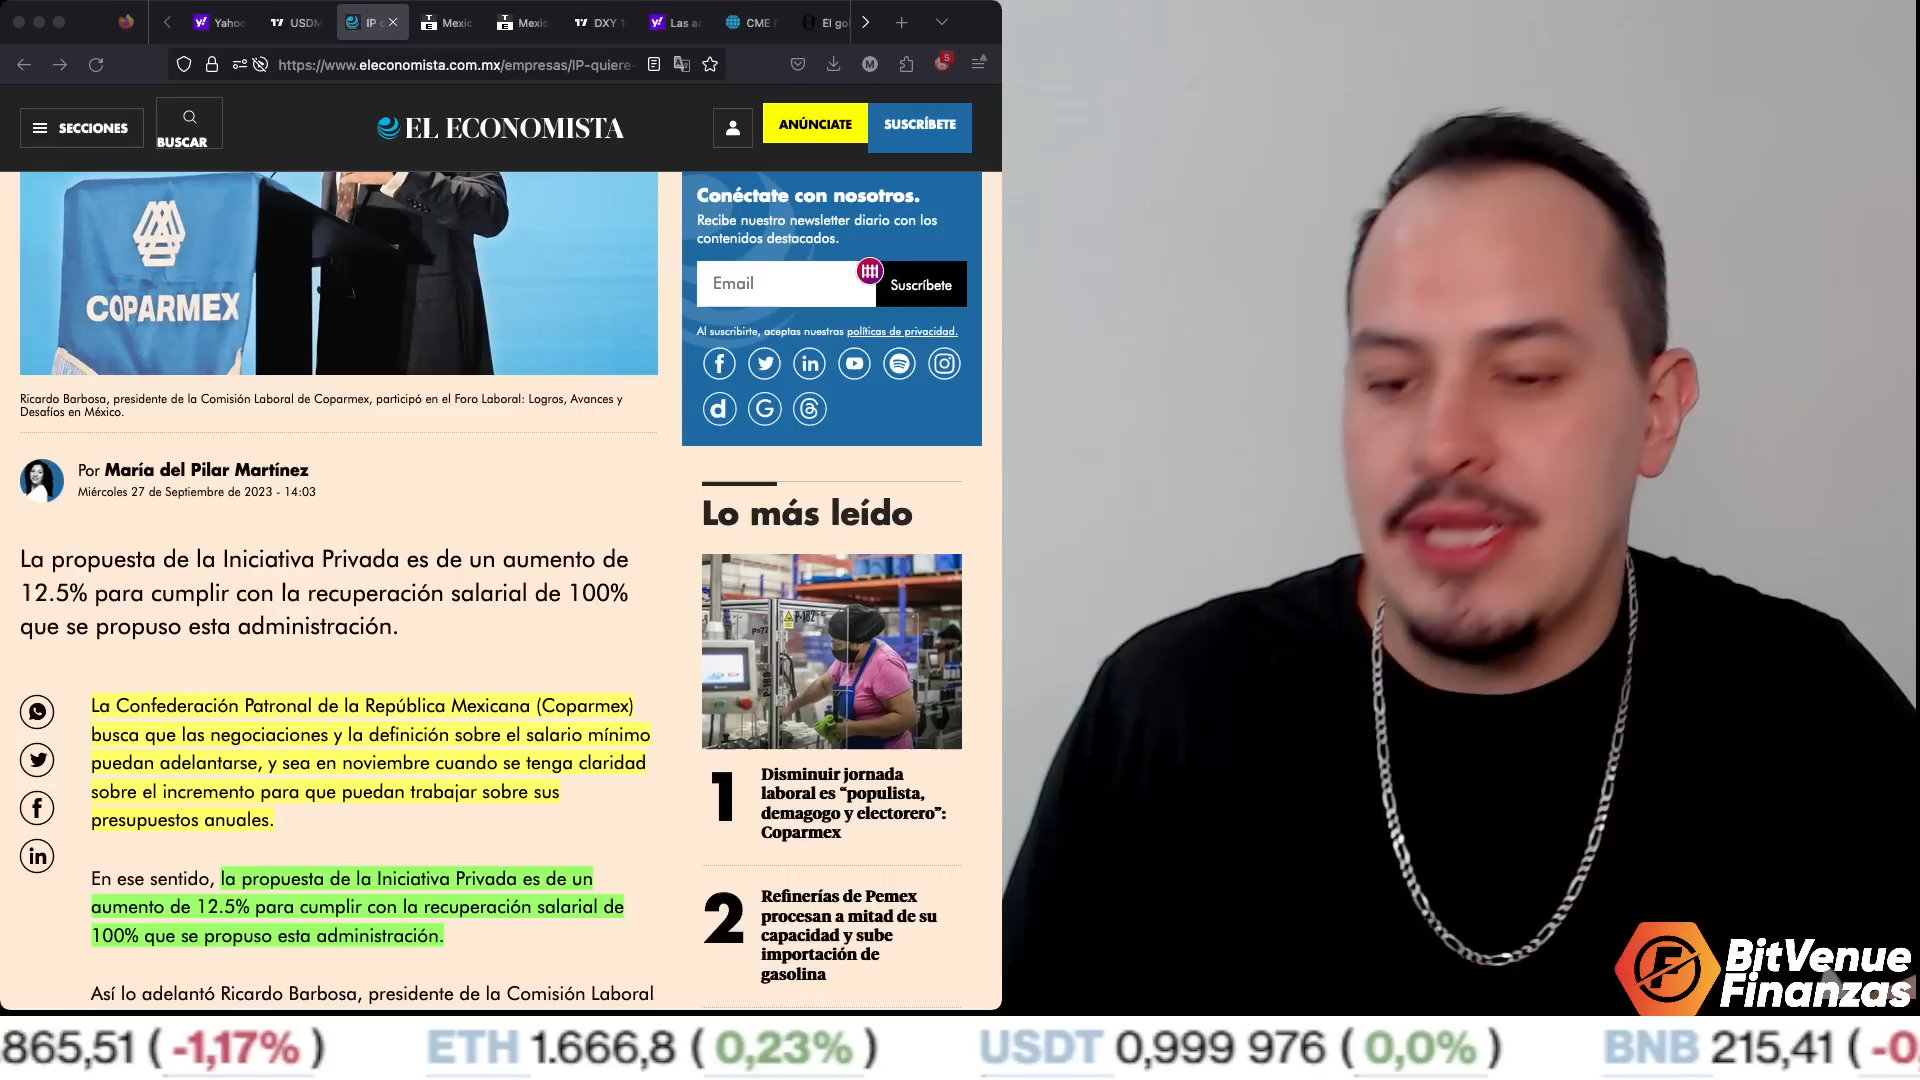 Yahoo
USDM
IP
Mexic
Mexic
DXY
Las a
CME F
El go
https://www.eleconomista.com.mx/empresas/IP-quiere-
SECCIONES
BUSCAR
EL ECONOMISTA
ANÚNCIATE
SUSCRÍBETE
COPARMEX
Ricardo Barbosa, presidente de la Comisión Laboral de Coparmex, participó en el Foro Laboral: Logros, Avances y
Desafíos en México.
Por María del Pilar Martínez
Miércoles 27 de Septiembre de 2023 - 14:03
La propuesta de la Iniciativa Privada es de un aumento de
12.5% para cumplir con la recuperación salarial de 100%
que se propuso esta administración.
La Confederación Patronal de la República Mexicana (Coparmex)
busca que las negociaciones y la definición sobre el salario mínimo
puedan adelantarse, y sea en noviembre cuando se tenga claridad
sobre el incremento para que puedan trabajar sobre sus
presupuestos anuales.
En ese sentido, la propuesta de la Iniciativa Privada es de un
aumento de 12.5% para cumplir con la recuperación salarial de
100% que se propuso esta administración.
Así lo adelantó Ricardo Barbosa, presidente de la Comisión Laboral
Conéctate con nosotros.
Recibe nuestro newsletter diario con los
contenidos destacados.
Email
Suscríbete
Al suscribirte, aceptas nuestras políticas de privacidad.
Lo más leído
1
Disminuir jornada
laboral es “populista,
demagogo y electorero”:
Coparmex
2
Refinerías de Pemex
procesan a mitad de su
capacidad y sube
importación de
gasolina
BitVenue
Finanzas
865,51 ( -1,17% ) ETH 1.666,8 ( 0,23% ) USDT 0,999 976 ( 0,0% ) BNB 215,41 ( -0